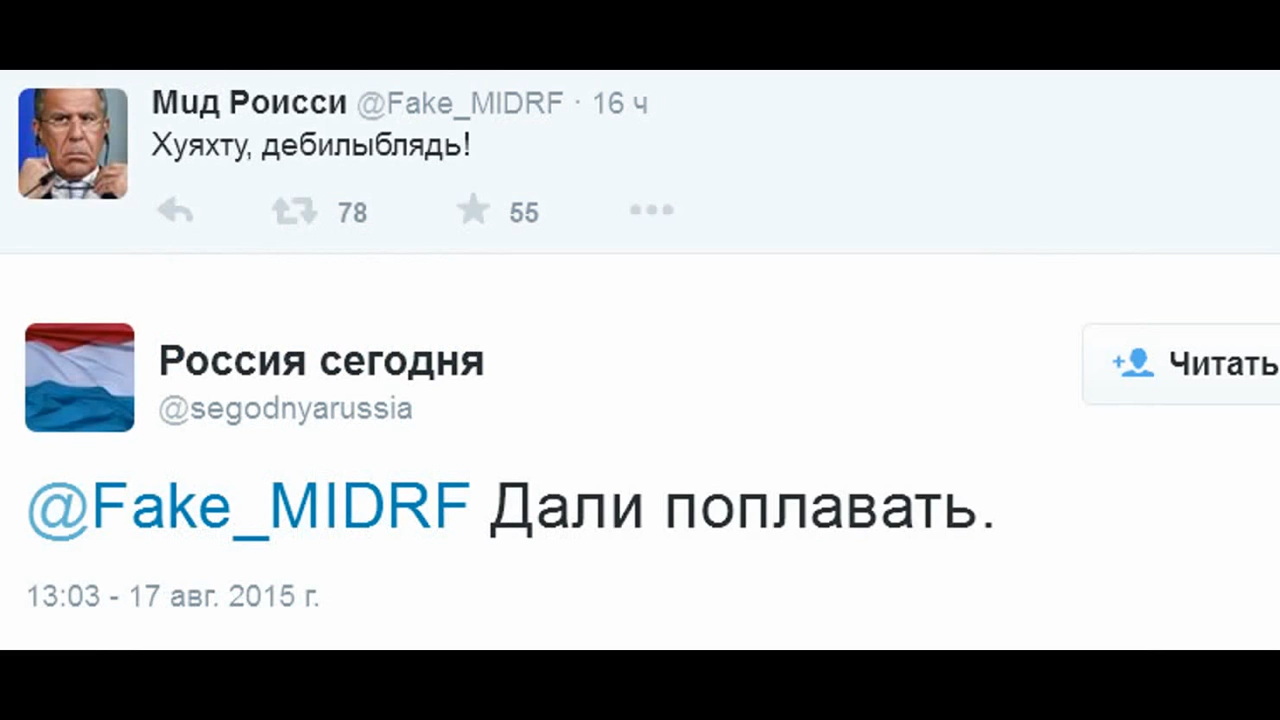 Мид Роисси @Fake_MIDRF · 16 ч
Хуяхту, дебилыблядь!
78 55
Россия сегодня
Читать
@segodnyarussia
@Fake_MIDRF Дали поплавать.
13:03 - 17 авг. 2015 г.